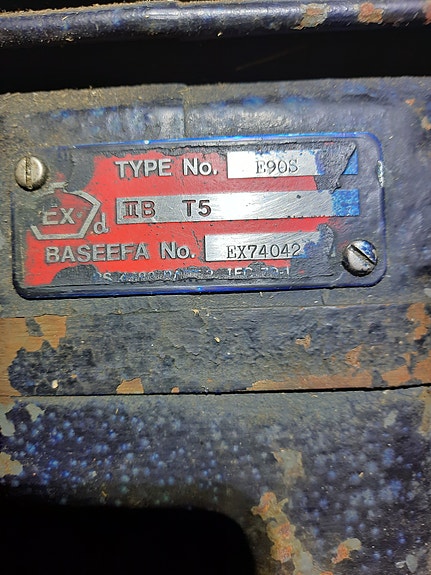 TYPE No. E90S
EX d IIB T5
BASEEFA No. EX74042